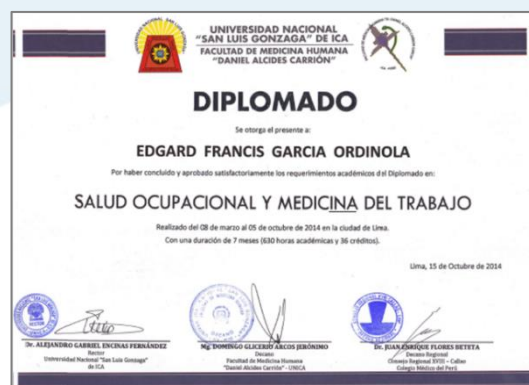 UNIVERSIDAD NACIONAL
"SAN LUIS GONZAGA" DE ICA
FACULTAD DE MEDICINA HUMANA
"DANIEL ALCIDES CARRIÓN"
DIPLOMADO
Se otorga el presente a:
EDGARD FRANCIS GARCIA ORDINOLA
Por haber concluido y aprobado satisfactoriamente los requerimientos académicos del Diplomado en:
SALUD OCUPACIONAL Y MEDICINA DEL TRABAJO
Realizado del 08 de marzo al 05 de octubre de 2014 en la ciudad de Lima.
Con una duración de 7 meses (630 horas académicas y 36 créditos).
Lima, 15 de Octubre de 2014
Dr. ALEJANDRO GABRIEL ENCINAS FERNÁNDEZ
Rector
Universidad Nacional "San Luis Gonzaga"
de ICA
Mg. DOMINGO GLICERIO ARCOS JERÓNIMO
Decano
Facultad de Medicina Humana
"Daniel Alcides Carrión" - UNICA
Dr. JUAN ENRIQUE FLORES BETETA
Decano Regional
Consejo Regional XVIII - Callao
Colegio Médico del Perú